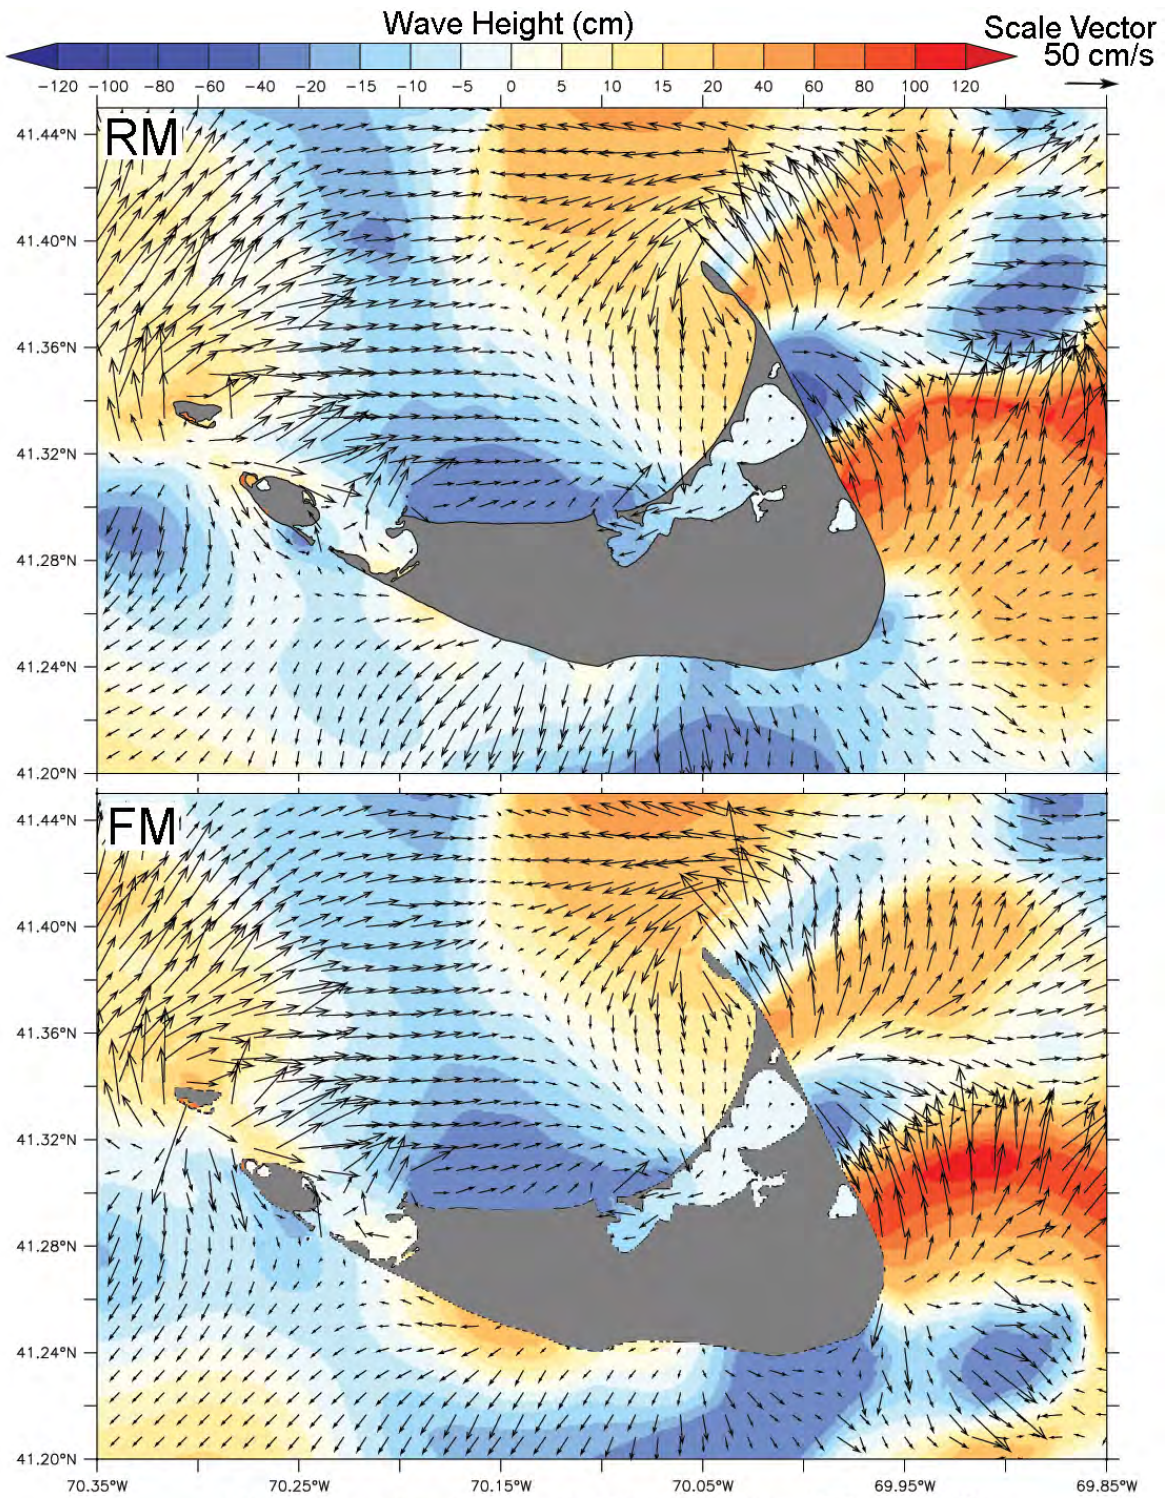 Wave Height (cm)
Scale Vector
50 cm/s
−120 −100 −80 −60 −40 −20 −15 −10 −5 0 5 10 15 20 40 60 80 100 120
RM
41.44°N
41.40°N
41.36°N
41.32°N
41.28°N
41.24°N
41.20°N
FM
41.44°N
41.40°N
41.36°N
41.32°N
41.28°N
41.24°N
41.20°N
70.35°W 70.25°W 70.15°W 70.05°W 69.95°W 69.85°W